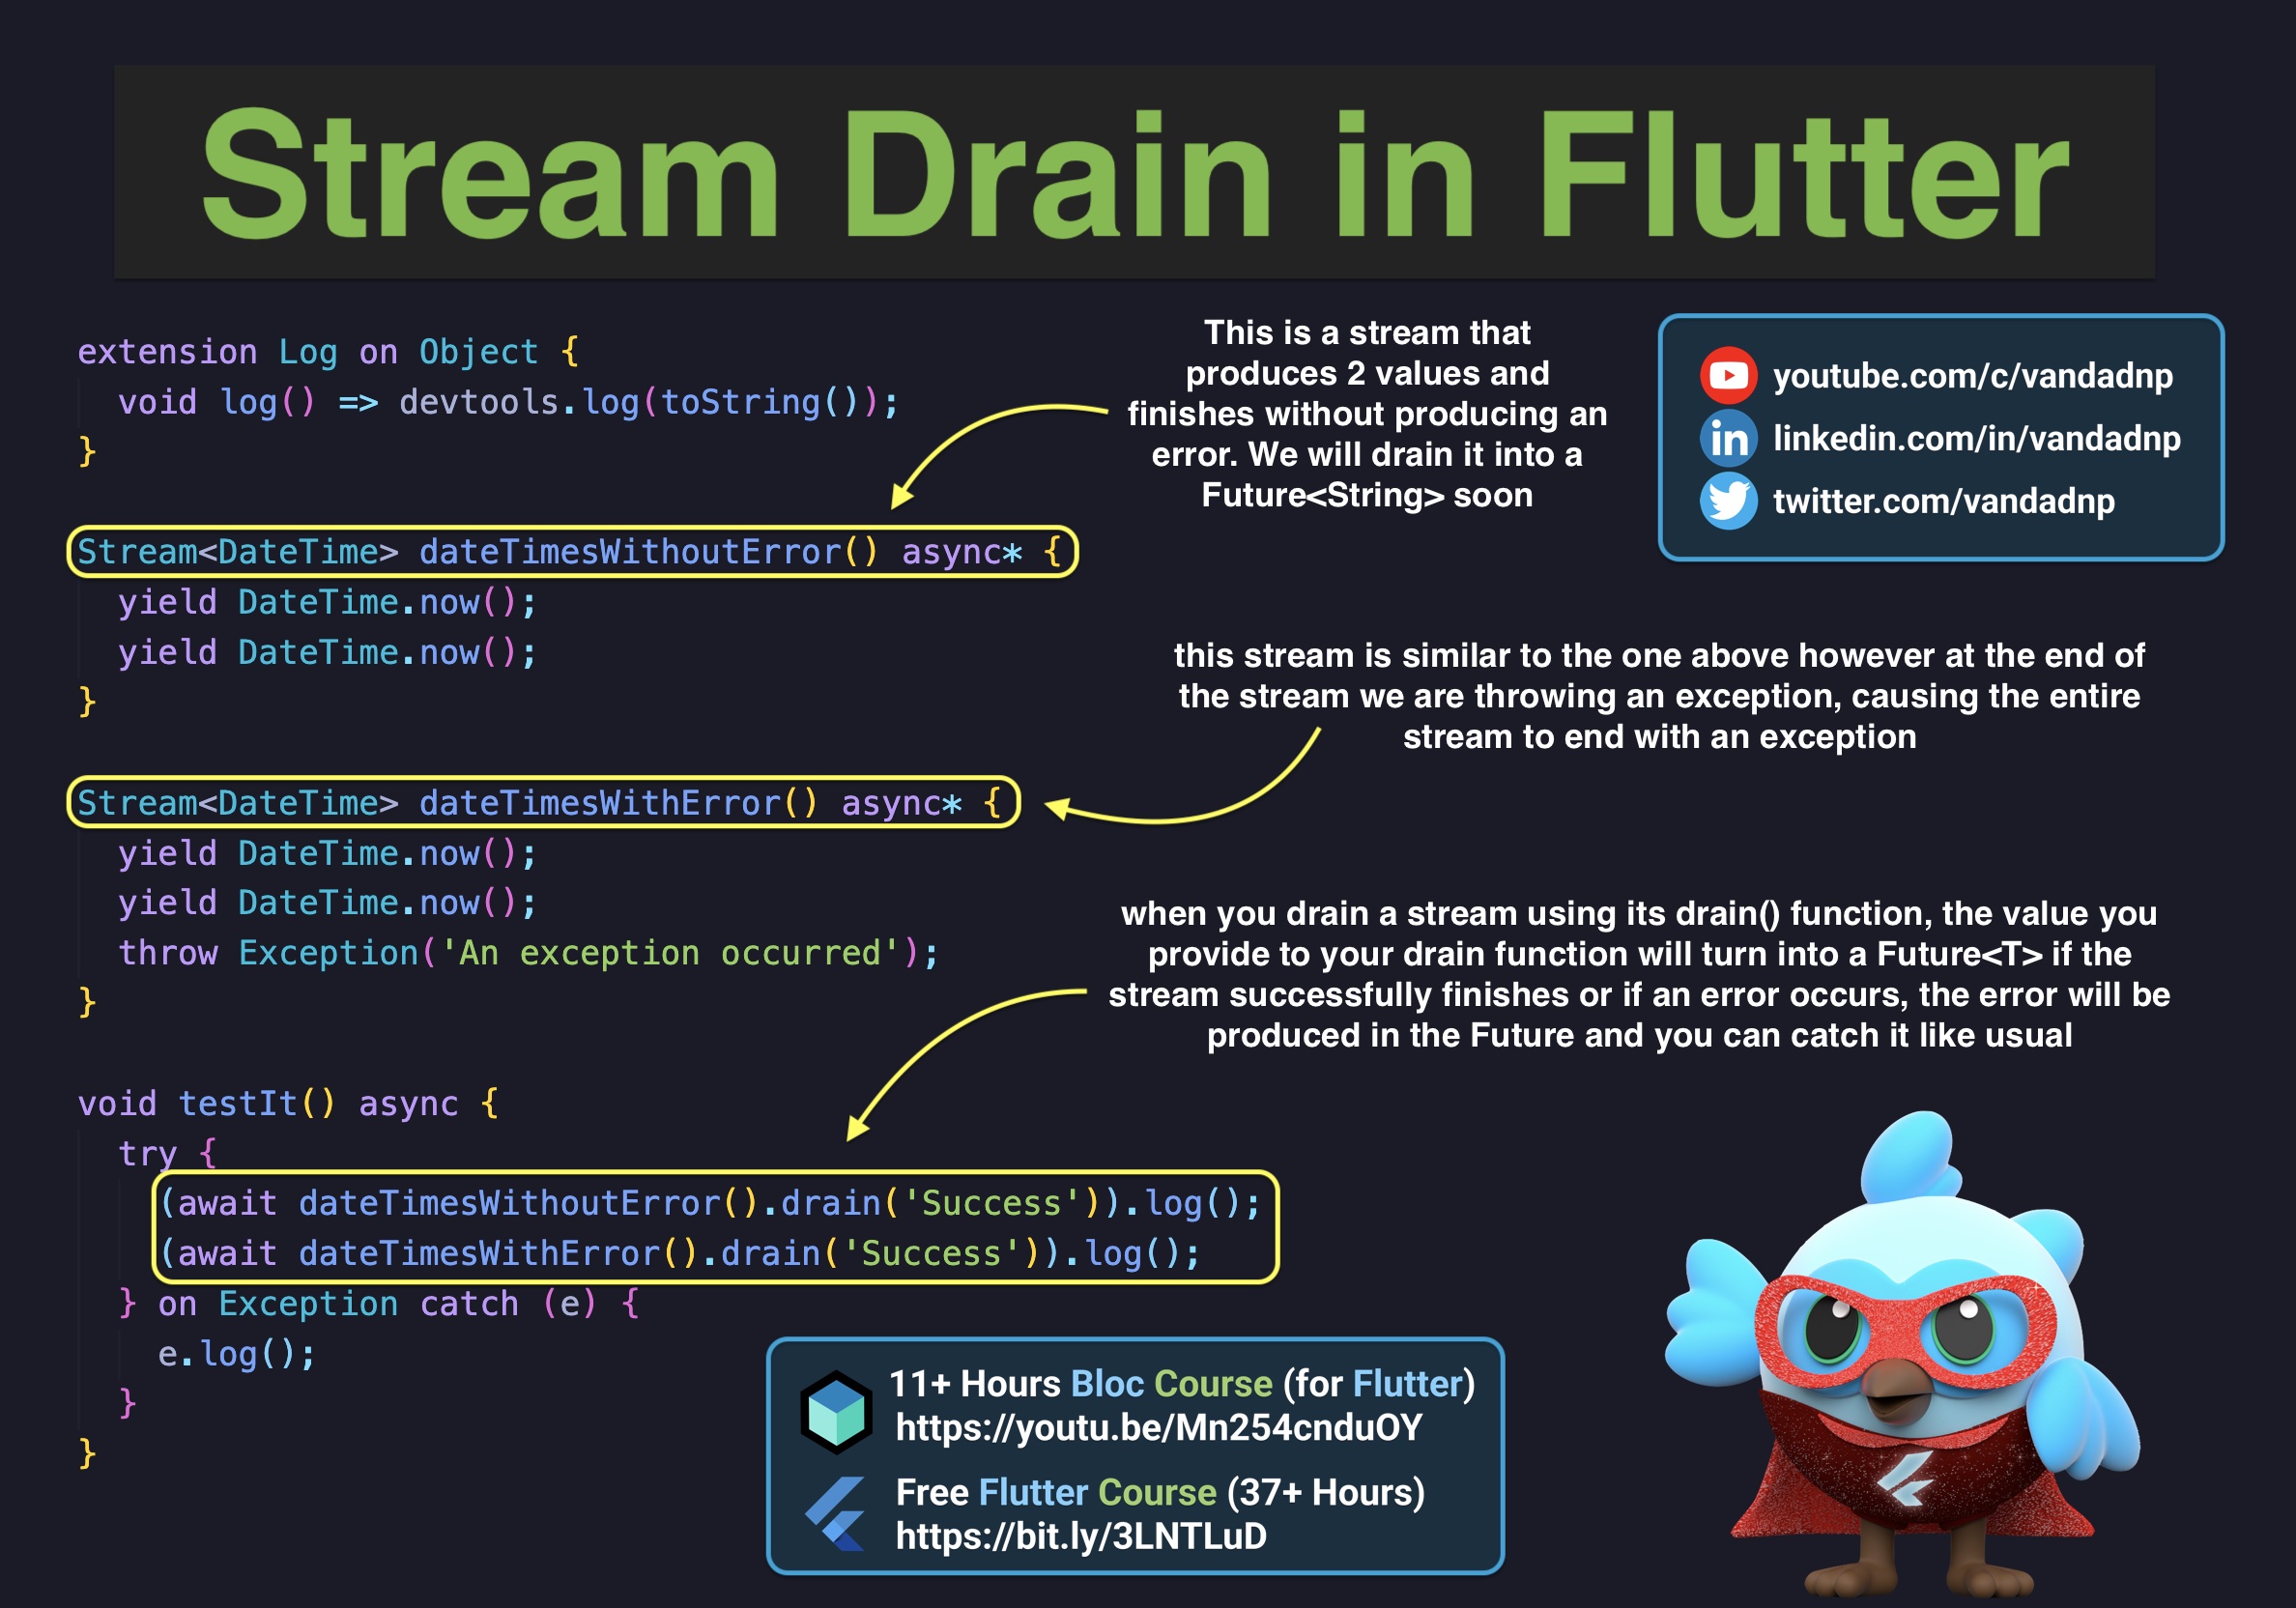 Stream Drain in Flutter
extension Log on Object {
  void log() => devtools.log(toString());
}
This is a stream that
produces 2 values and
finishes without producing an
error. We will drain it into a
Future<String> soon
youtube.com/c/vandadnp
linkedin.com/in/vandadnp
twitter.com/vandadnp
Stream<DateTime> dateTimesWithoutError() async* {
  yield DateTime.now();
  yield DateTime.now();
}
this stream is similar to the one above however at the end of
the stream we are throwing an exception, causing the entire
stream to end with an exception
Stream<DateTime> dateTimesWithError() async* {
  yield DateTime.now();
  yield DateTime.now();
  throw Exception('An exception occurred');
}
when you drain a stream using its drain() function, the value you
provide to your drain function will turn into a Future<T> if the
stream successfully finishes or if an error occurs, the error will be
produced in the Future and you can catch it like usual
void testIt() async {
  try {
    (await dateTimesWithoutError().drain('Success')).log();
    (await dateTimesWithError().drain('Success')).log();
  } on Exception catch (e) {
    e.log();
  }
}
11+ Hours Bloc Course (for Flutter)
https://youtu.be/Mn254cnduOY
Free Flutter Course (37+ Hours)
https://bit.ly/3LNTLuD